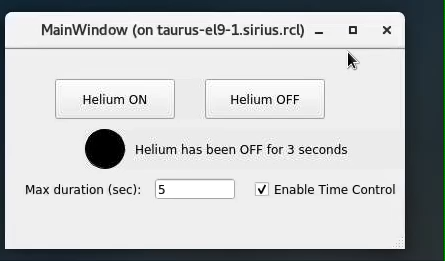 MainWindow (on taurus-el9-1.sirius.rcl)
Helium ON Helium OFF
Helium has been OFF for 3 seconds
Max duration (sec): 5 Enable Time Control